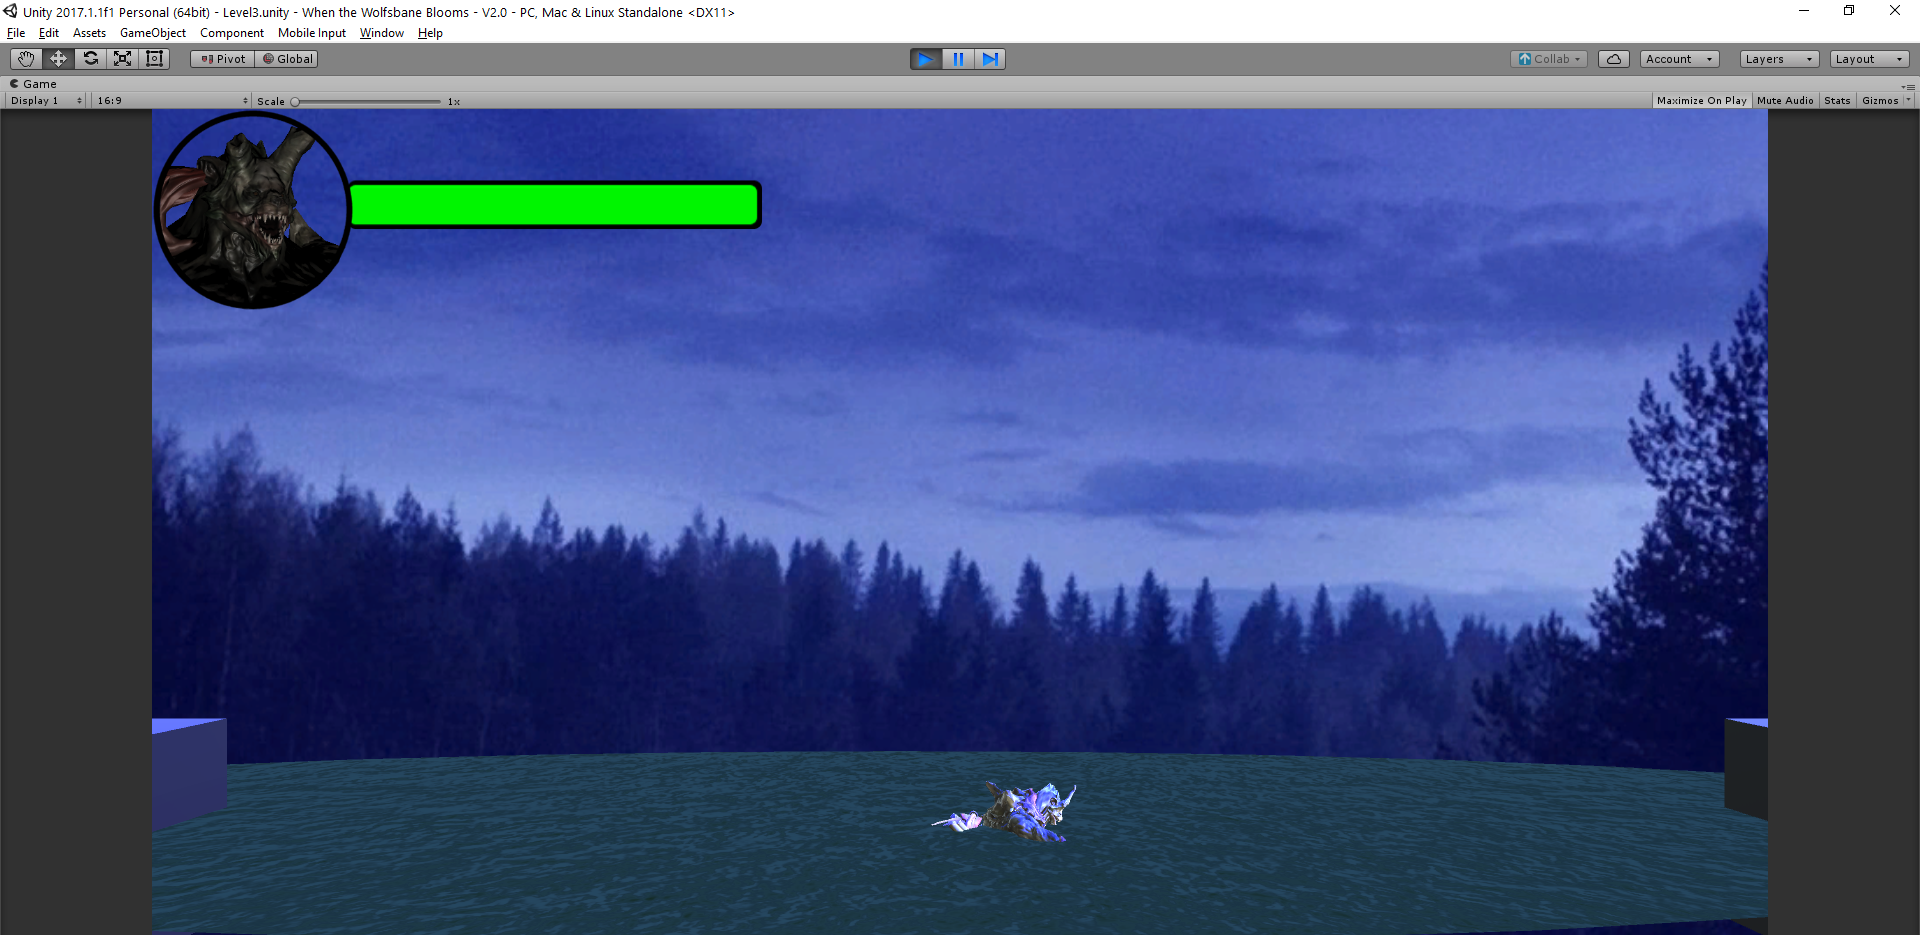 Unity 2017.1.1f1 Personal (64bit) - Level3.unity - When the Wolfsbane Blooms - V2.0 - PC, Mac & Linux Standalone <DX11>
File Edit Assets GameObject Component Mobile Input Window Help
Pivot Global Collab Account Layers Layout
Game
Display 1 16:9 Scale 1x Maximize On Play Mute Audio Stats Gizmos